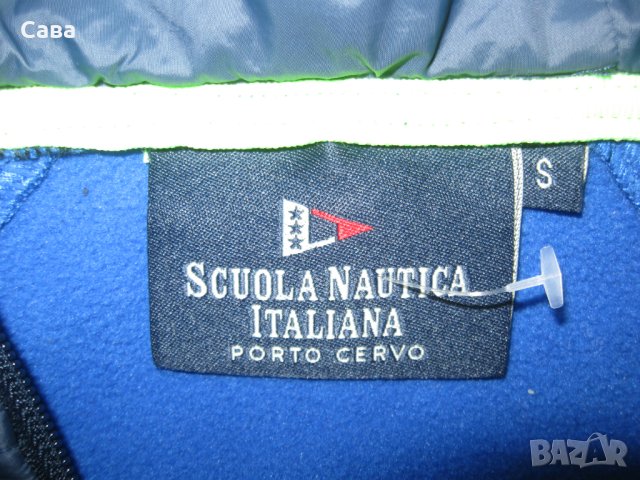 Сава
S
SCUOLA NAUTICA
ITALIANA
PORTO CERVO
BAZAR